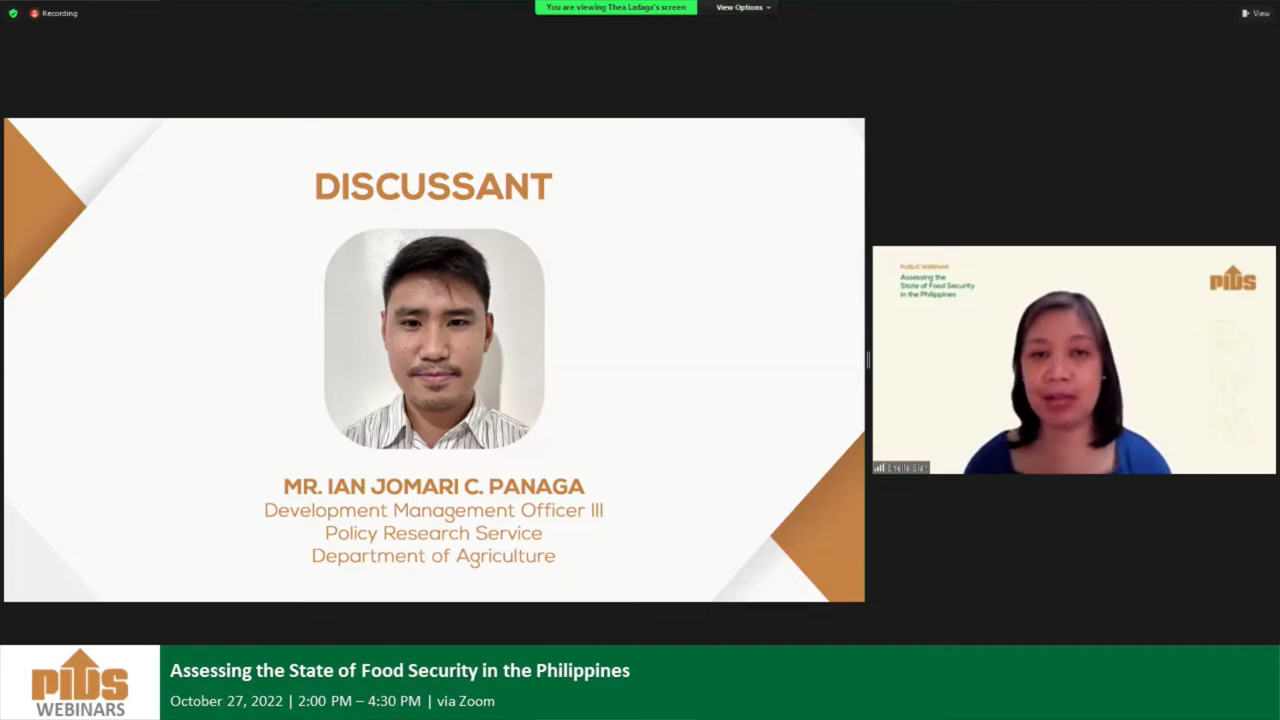 Recording
You are viewing Thea Ladaga's screen
View Options
View
DISCUSSANT
MR. IAN JOMARI C. PANAGA
Development Management Officer III
Policy Research Service
Department of Agriculture
PUBLIC WEBINAR
Assessing the
State of Food Security
in the Philippines
PIDS
Sheila Siar
PIDS
WEBINARS
Assessing the State of Food Security in the Philippines
October 27, 2022 | 2:00 PM – 4:30 PM | via Zoom